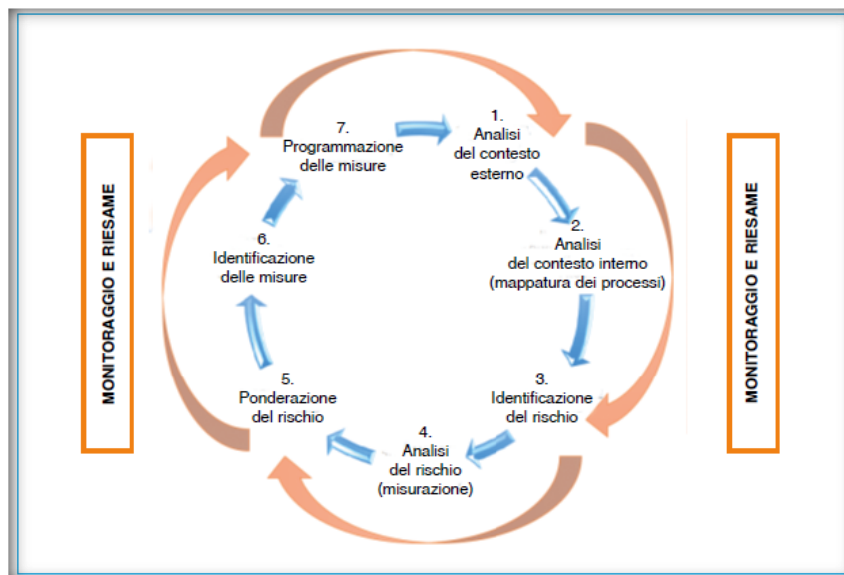 MONITORAGGIO E RIESAME
1.
Analisi
del contesto
esterno
2.
Analisi
del contesto interno
(mappatura dei processi)
3.
Identificazione
del rischio
4.
Analisi
del rischio
(misurazione)
5.
Ponderazione
del rischio
6.
Identificazione
delle misure
7.
Programmazione
delle misure
MONITORAGGIO E RIESAME